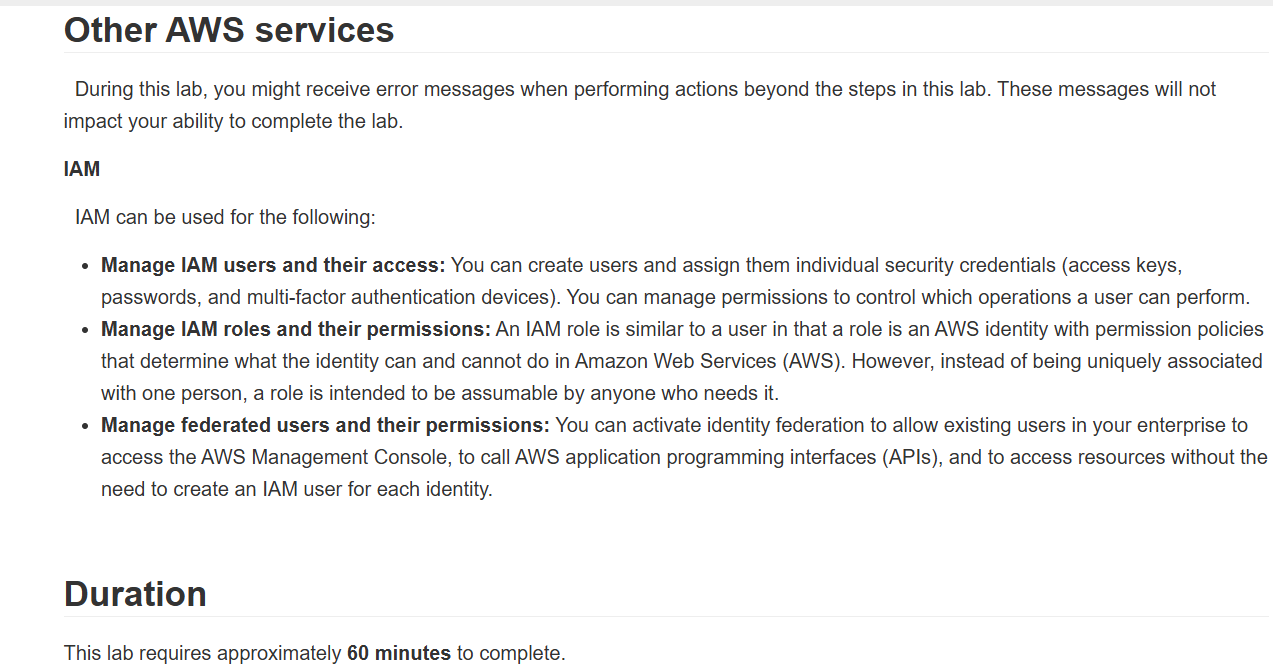 Other AWS services
During this lab, you might receive error messages when performing actions beyond the steps in this lab. These messages will not
impact your ability to complete the lab.
IAM
IAM can be used for the following:
• Manage IAM users and their access: You can create users and assign them individual security credentials (access keys,
passwords, and multi-factor authentication devices). You can manage permissions to control which operations a user can perform.
• Manage IAM roles and their permissions: An IAM role is similar to a user in that a role is an AWS identity with permission policies
that determine what the identity can and cannot do in Amazon Web Services (AWS). However, instead of being uniquely associated
with one person, a role is intended to be assumable by anyone who needs it.
• Manage federated users and their permissions: You can activate identity federation to allow existing users in your enterprise to
access the AWS Management Console, to call AWS application programming interfaces (APIs), and to access resources without the
need to create an IAM user for each identity.
Duration
This lab requires approximately 60 minutes to complete.